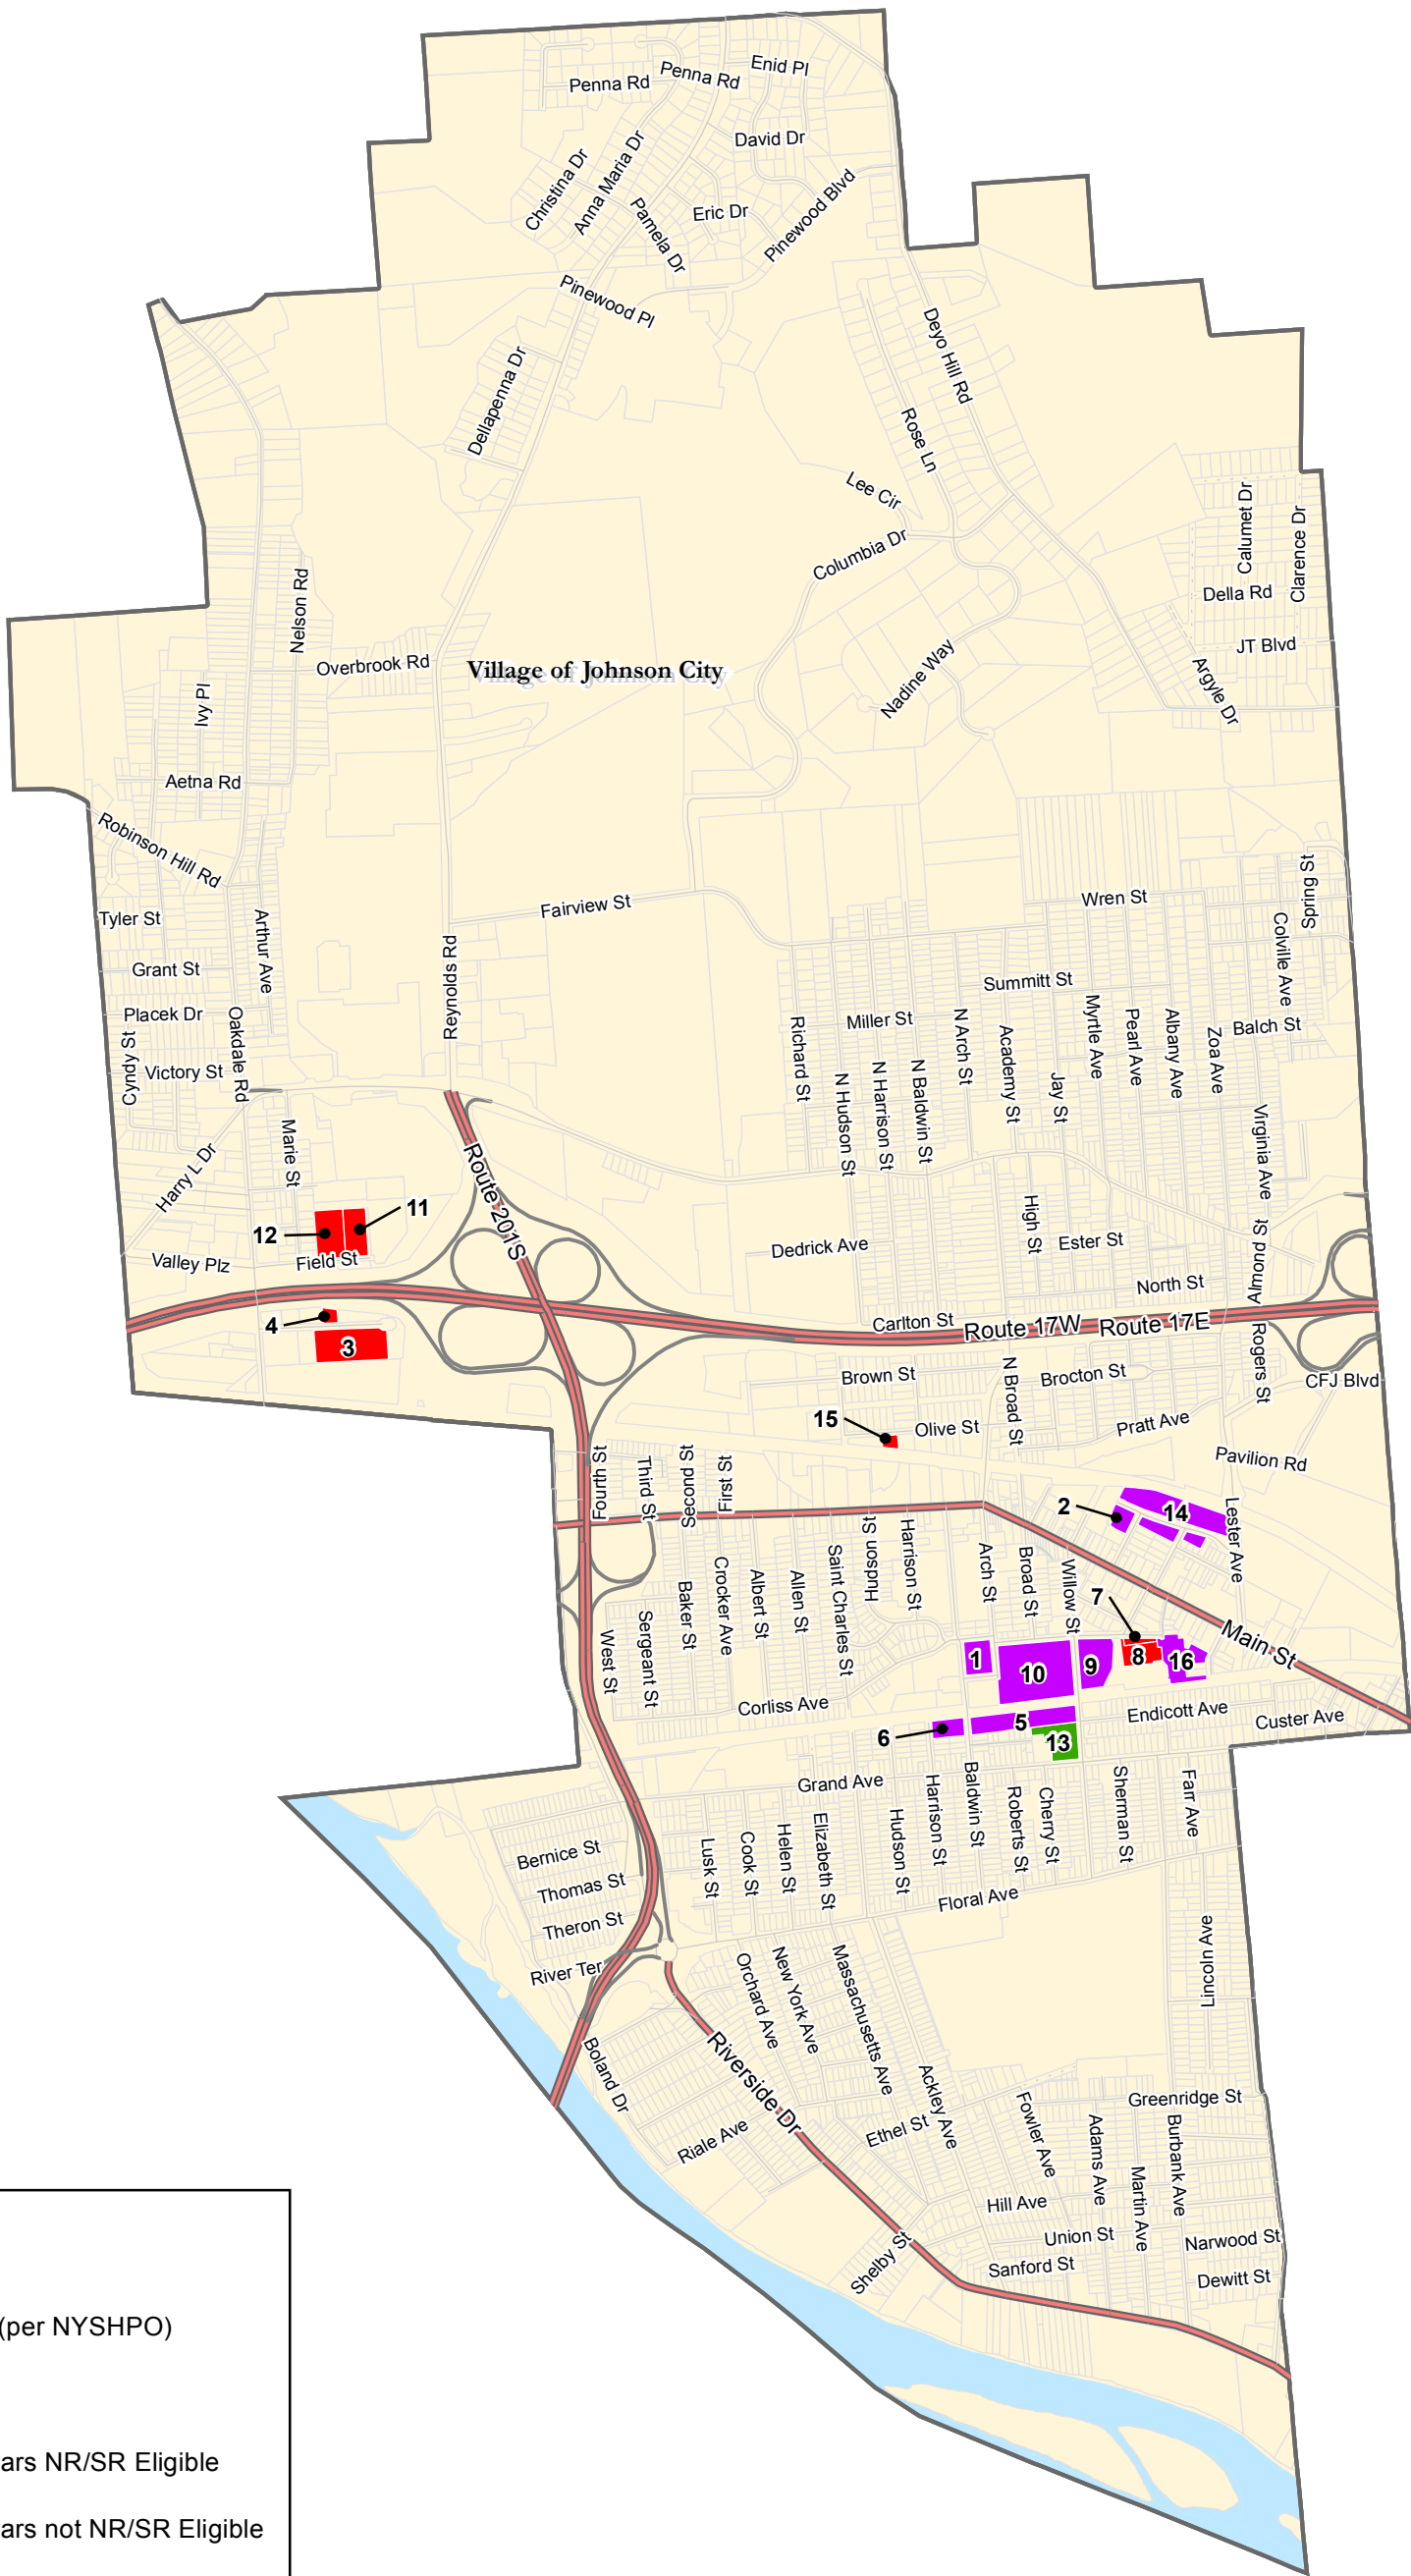 Enid Pl
Penna Rd
Penna Rd
David Dr
Christina Dr
Anna Maria Dr
Pinewood Blvd
Eric Dr
Pamela Dr
Pinewood Pl
Deyo Hill Rd
Dellapenna Dr
Rose Ln
Lee Cir
Calumet Dr
Clarence Dr
Columbia Dr
Della Rd
Nelson Rd
JT Blvd
Overbrook Rd
Village of Johnson City
Nadine Way
Argyle Dr
Ivy Pl
Aetna Rd
Robinson Hill Rd
Spring St
Wren St
Fairview St
Tyler St
Arthur Ave
Colville Ave
Grant St
Reynolds Rd
Summitt St
Placek Dr
Oakdale Rd
Miller St
Richard St
N Arch St
Academy St
Myrtle Ave
Pearl Ave
Albany Ave
Zoa Ave
Balch St
Cyndy St
Victory St
N Hudson St
N Harrison St
N Baldwin St
Jay St
Virginia Ave
Marie St
Harry L Dr
Route 201S
11
12
High St
Ester St
Dedrick Ave
Almond St
Valley Plz
Field St
North St
4
Carlton St
Route 17W
Route 17E
3
Rogers St
Brown St
N Broad St
Brocton St
CFJ Blvd
15
Olive St
Pratt Ave
Pavilion Rd
Fourth St
Third St
Second St
First St
2
14
Lester Ave
Hudson St
Harrison St
Arch St
Broad St
Willow St
Crocker Ave
Albert St
Allen St
Saint Charles St
Baker St
7
West St
Sergeant St
Main St
1
10
9
8
16
Corliss Ave
6
5
13
Endicott Ave
Custer Ave
Grand Ave
Harrison St
Baldwin St
Roberts St
Cherry St
Sherman St
Farr Ave
Bernice St
Lusk St
Cook St
Helen St
Elizabeth St
Hudson St
Thomas St
Floral Ave
Theron St
River Ter
Orchard Ave
New York Ave
Massachusetts Ave
Lincoln Ave
Boland Dr
Riverside Dr
Ackley Ave
Riale Ave
Ethel St
Fowler Ave
Adams Ave
Greenridge St
Burbank Ave
Martin Ave
Hill Ave
Union St
Narwood St
Shelby St
Sanford St
Dewitt St
(per NYSHPO)
ars NR/SR Eligible
ars not NR/SR Eligible